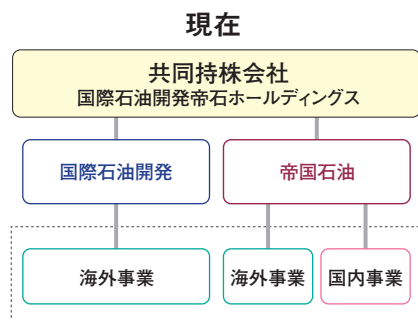 現在
共同持株会社
国際石油開発帝石ホールディングス
国際石油開発
帝国石油
海外事業
海外事業
国内事業